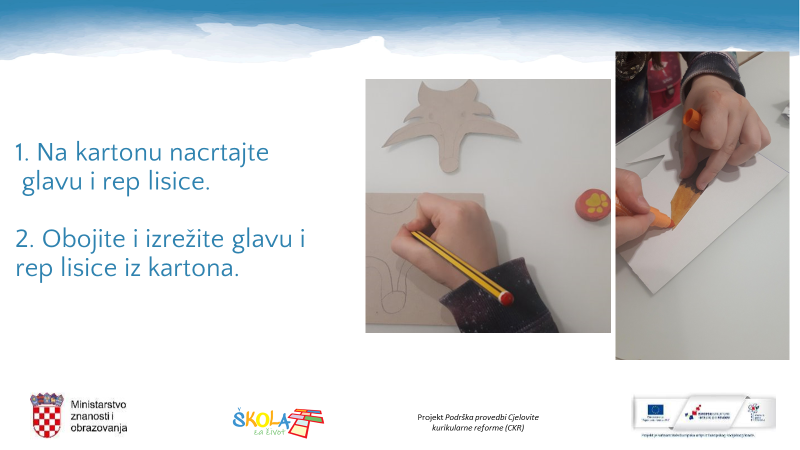 1. Na kartonu nacrtajte
glavu i rep lisice.
2. Obojite i izrežite glavu i
rep lisice iz kartona.
Ministarstvo
znanosti i
obrazovanja
ŠKOLA
za život
Projekt Podrška provedbi Cjelovite
kurikularne reforme (CKR)